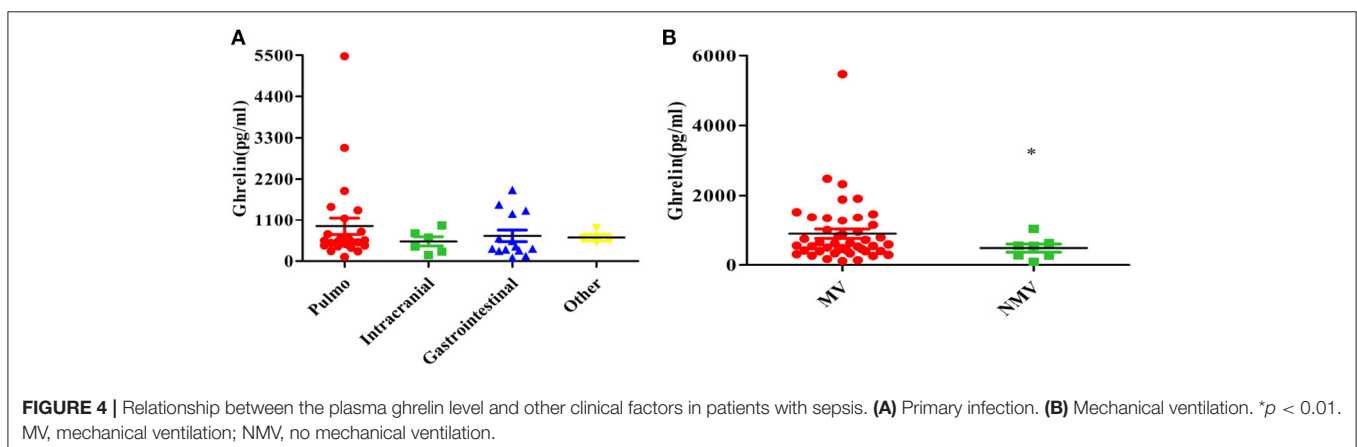 A
Ghrelin(pg/ml)
5500
4400
3300
2200
1100
0
Pulmo
Intracranial
Gastrointestinal
Other
B
Ghrelin(pg/ml)
6000
4000
2000
0
*
MV
NMV
FIGURE 4 | Relationship between the plasma ghrelin level and other clinical factors in patients with sepsis. (A) Primary infection. (B) Mechanical ventilation. *p < 0.01.
MV, mechanical ventilation; NMV, no mechanical ventilation.